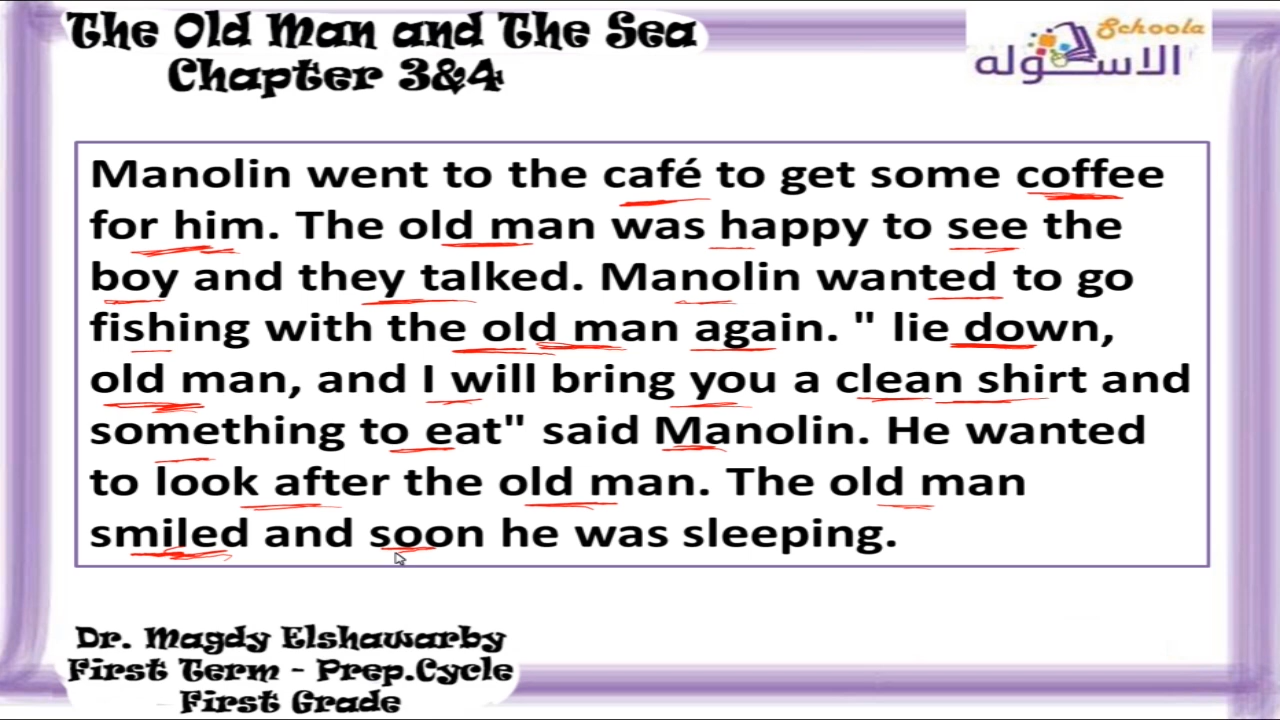 The Old Man and The Sea
Chapter 3&4
Schoola
الاسكوله
Manolin went to the café to get some coffee
for him. The old man was happy to see the
boy and they talked. Manolin wanted to go
fishing with the old man again. " lie down,
old man, and I will bring you a clean shirt and
something to eat" said Manolin. He wanted
to look after the old man. The old man
smiled and soon he was sleeping.
Dr. Magdy Elshawarby
First Term - Prep.Cycle
First Grade